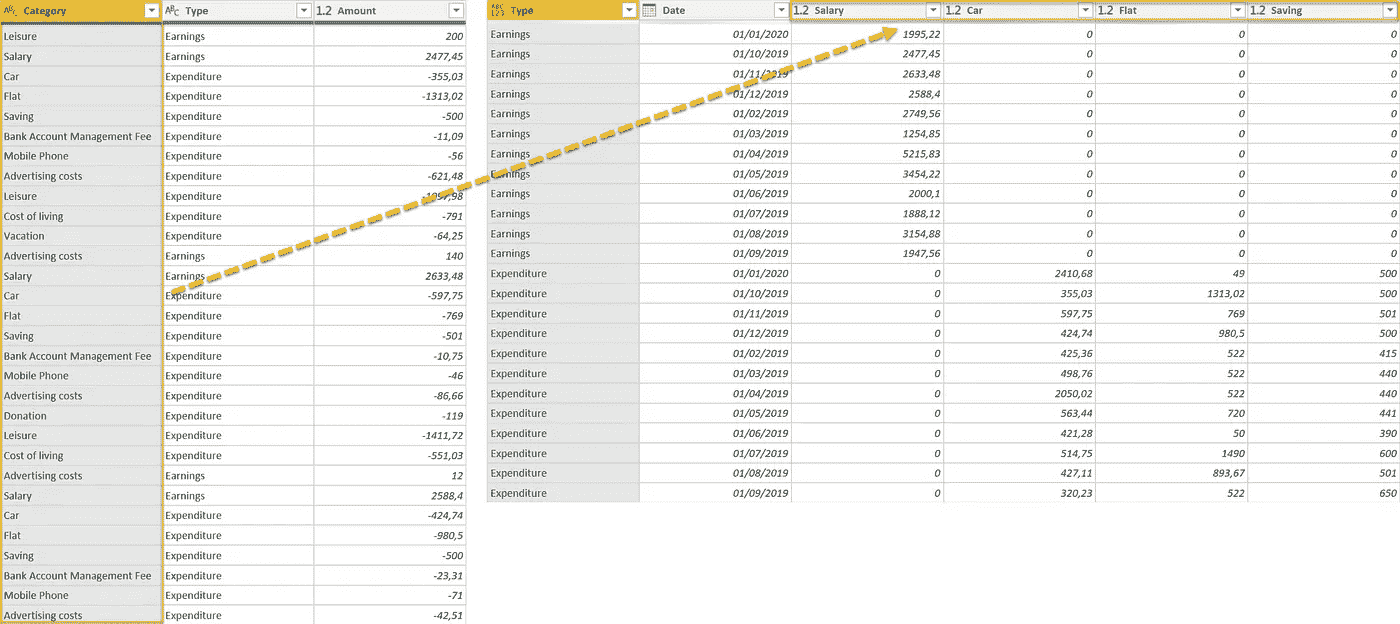 Category Type 1.2 Amount
Leisure Earnings 200
Salary Earnings 2477,45
Car Expenditure -355,03
Flat Expenditure -1313,02
Saving Expenditure -500
Bank Account Management Fee Expenditure -11,09
Mobile Phone Expenditure -56
Advertising costs Expenditure -621,48
Leisure Expenditure
Cost of living Expenditure -791
Vacation Expenditure -64,25
Advertising costs Earnings 140
Salary Earnings 2633,48
Car Expenditure -597,75
Flat Expenditure -769
Saving Expenditure -501
Bank Account Management Fee Expenditure -10,75
Mobile Phone Expenditure -46
Advertising costs Expenditure -86,66
Donation Expenditure -119
Leisure Expenditure -1411,72
Cost of living Expenditure -551,03
Advertising costs Earnings 12
Salary Earnings 2588,4
Car Expenditure -424,74
Flat Expenditure -980,5
Saving Expenditure -500
Bank Account Management Fee Expenditure -23,31
Mobile Phone Expenditure -71
Advertising costs Expenditure -42,51
Type Date 1.2 Salary 1.2 Car 1.2 Flat 1.2 Saving
Earnings 01/01/2020 1995,22 0 0 0
Earnings 01/10/2019 2477,45 0 0 0
Earnings 01/11/2019 2633,48 0 0 0
Earnings 01/12/2019 2588,4 0 0 0
Earnings 01/02/2019 2749,56 0 0 0
Earnings 01/03/2019 1254,85 0 0 0
Earnings 01/04/2019 5215,83 0 0 0
Earnings 01/05/2019 3454,22 0 0 0
Earnings 01/06/2019 2000,1 0 0 0
Earnings 01/07/2019 1888,12 0 0 0
Earnings 01/08/2019 3154,88 0 0 0
Earnings 01/09/2019 1947,56 0 0 0
Expenditure 01/01/2020 0 2410,68 49 500
Expenditure 01/10/2019 0 355,03 1313,02 500
Expenditure 01/11/2019 0 597,75 769 501
Expenditure 01/12/2019 0 424,74 980,5 500
Expenditure 01/02/2019 0 425,36 522 415
Expenditure 01/03/2019 0 498,76 522 440
Expenditure 01/04/2019 0 2050,02 522 440
Expenditure 01/05/2019 0 563,44 720 441
Expenditure 01/06/2019 0 421,28 50 390
Expenditure 01/07/2019 0 514,75 1490 600
Expenditure 01/08/2019 0 427,11 893,67 501
Expenditure 01/09/2019 0 320,23 522 650